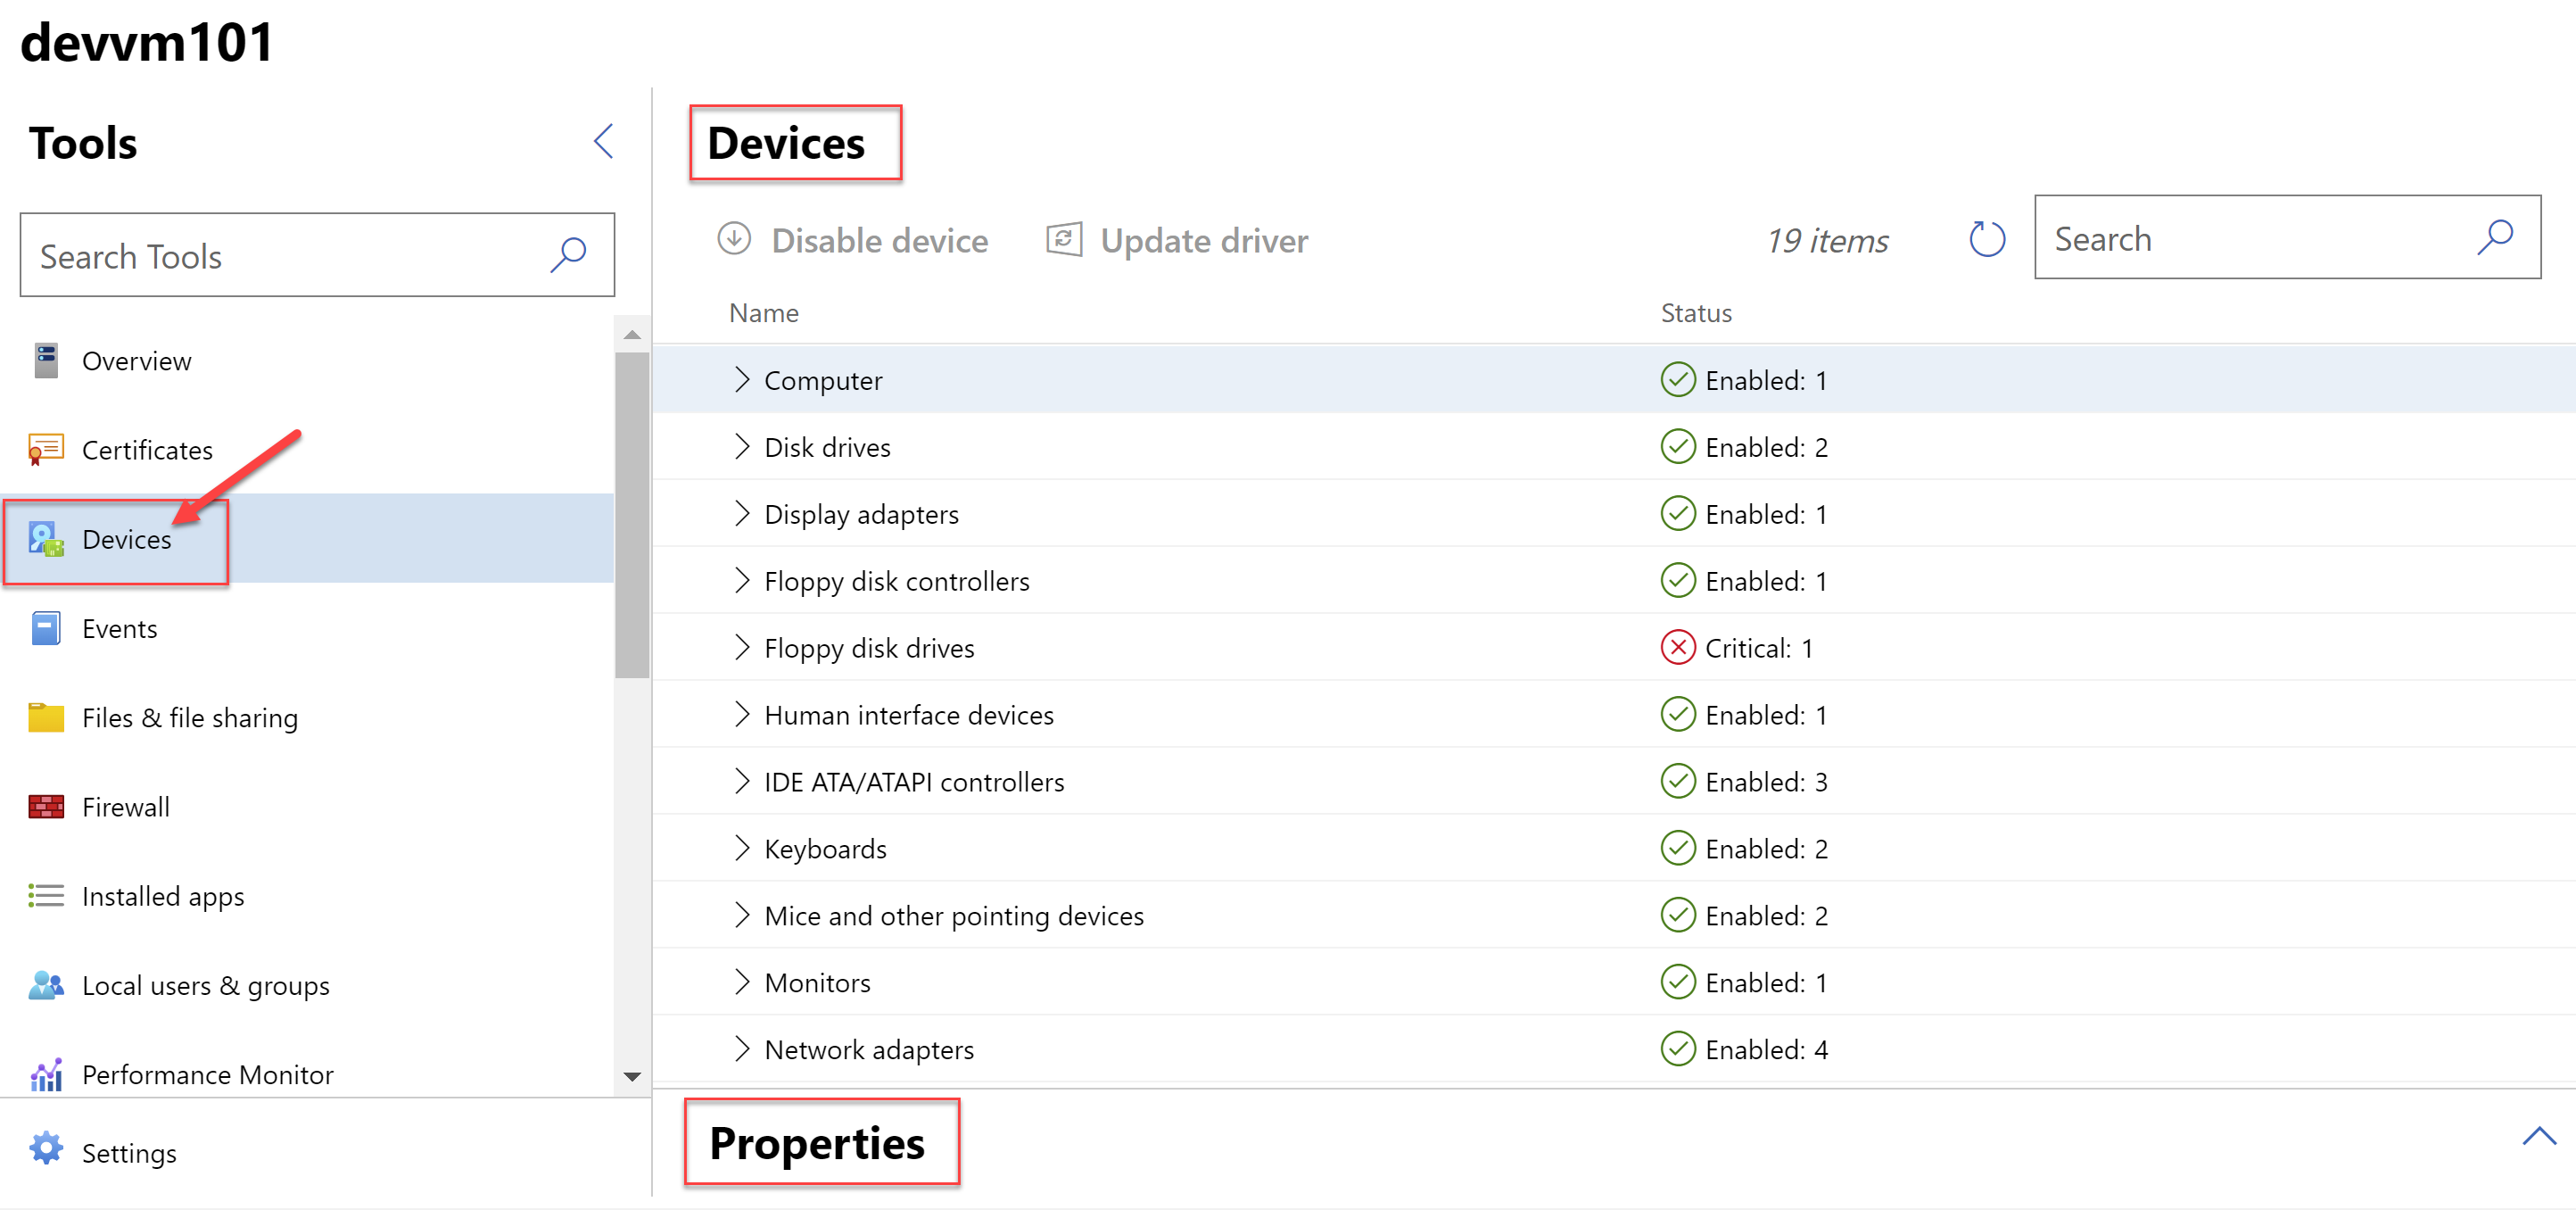 devvm101
Tools
Search Tools
Overview
Certificates
Devices
Events
Files & file sharing
Firewall
Installed apps
Local users & groups
Performance Monitor
Settings
Devices
Disable device Update driver 19 items Search
Name Status
Computer Enabled: 1
Disk drives Enabled: 2
Display adapters Enabled: 1
Floppy disk controllers Enabled: 1
Floppy disk drives Critical: 1
Human interface devices Enabled: 1
IDE ATA/ATAPI controllers Enabled: 3
Keyboards Enabled: 2
Mice and other pointing devices Enabled: 2
Monitors Enabled: 1
Network adapters Enabled: 4
Properties